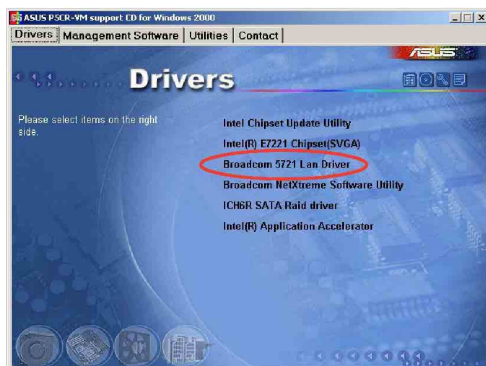 ASUS P5CR-VM support CD for Windows 2000
Drivers Management Software Utilities Contact
ASUS
Drivers
Please select items on the right
side.
Intel Chipset Update Utility
Intel(R) E7221 Chipset(SVGA)
Broadcom 5721 Lan Driver
Broadcom NetXtreme Software Utility
ICH6R SATA Raid driver
Intel(R) Application Accelerator